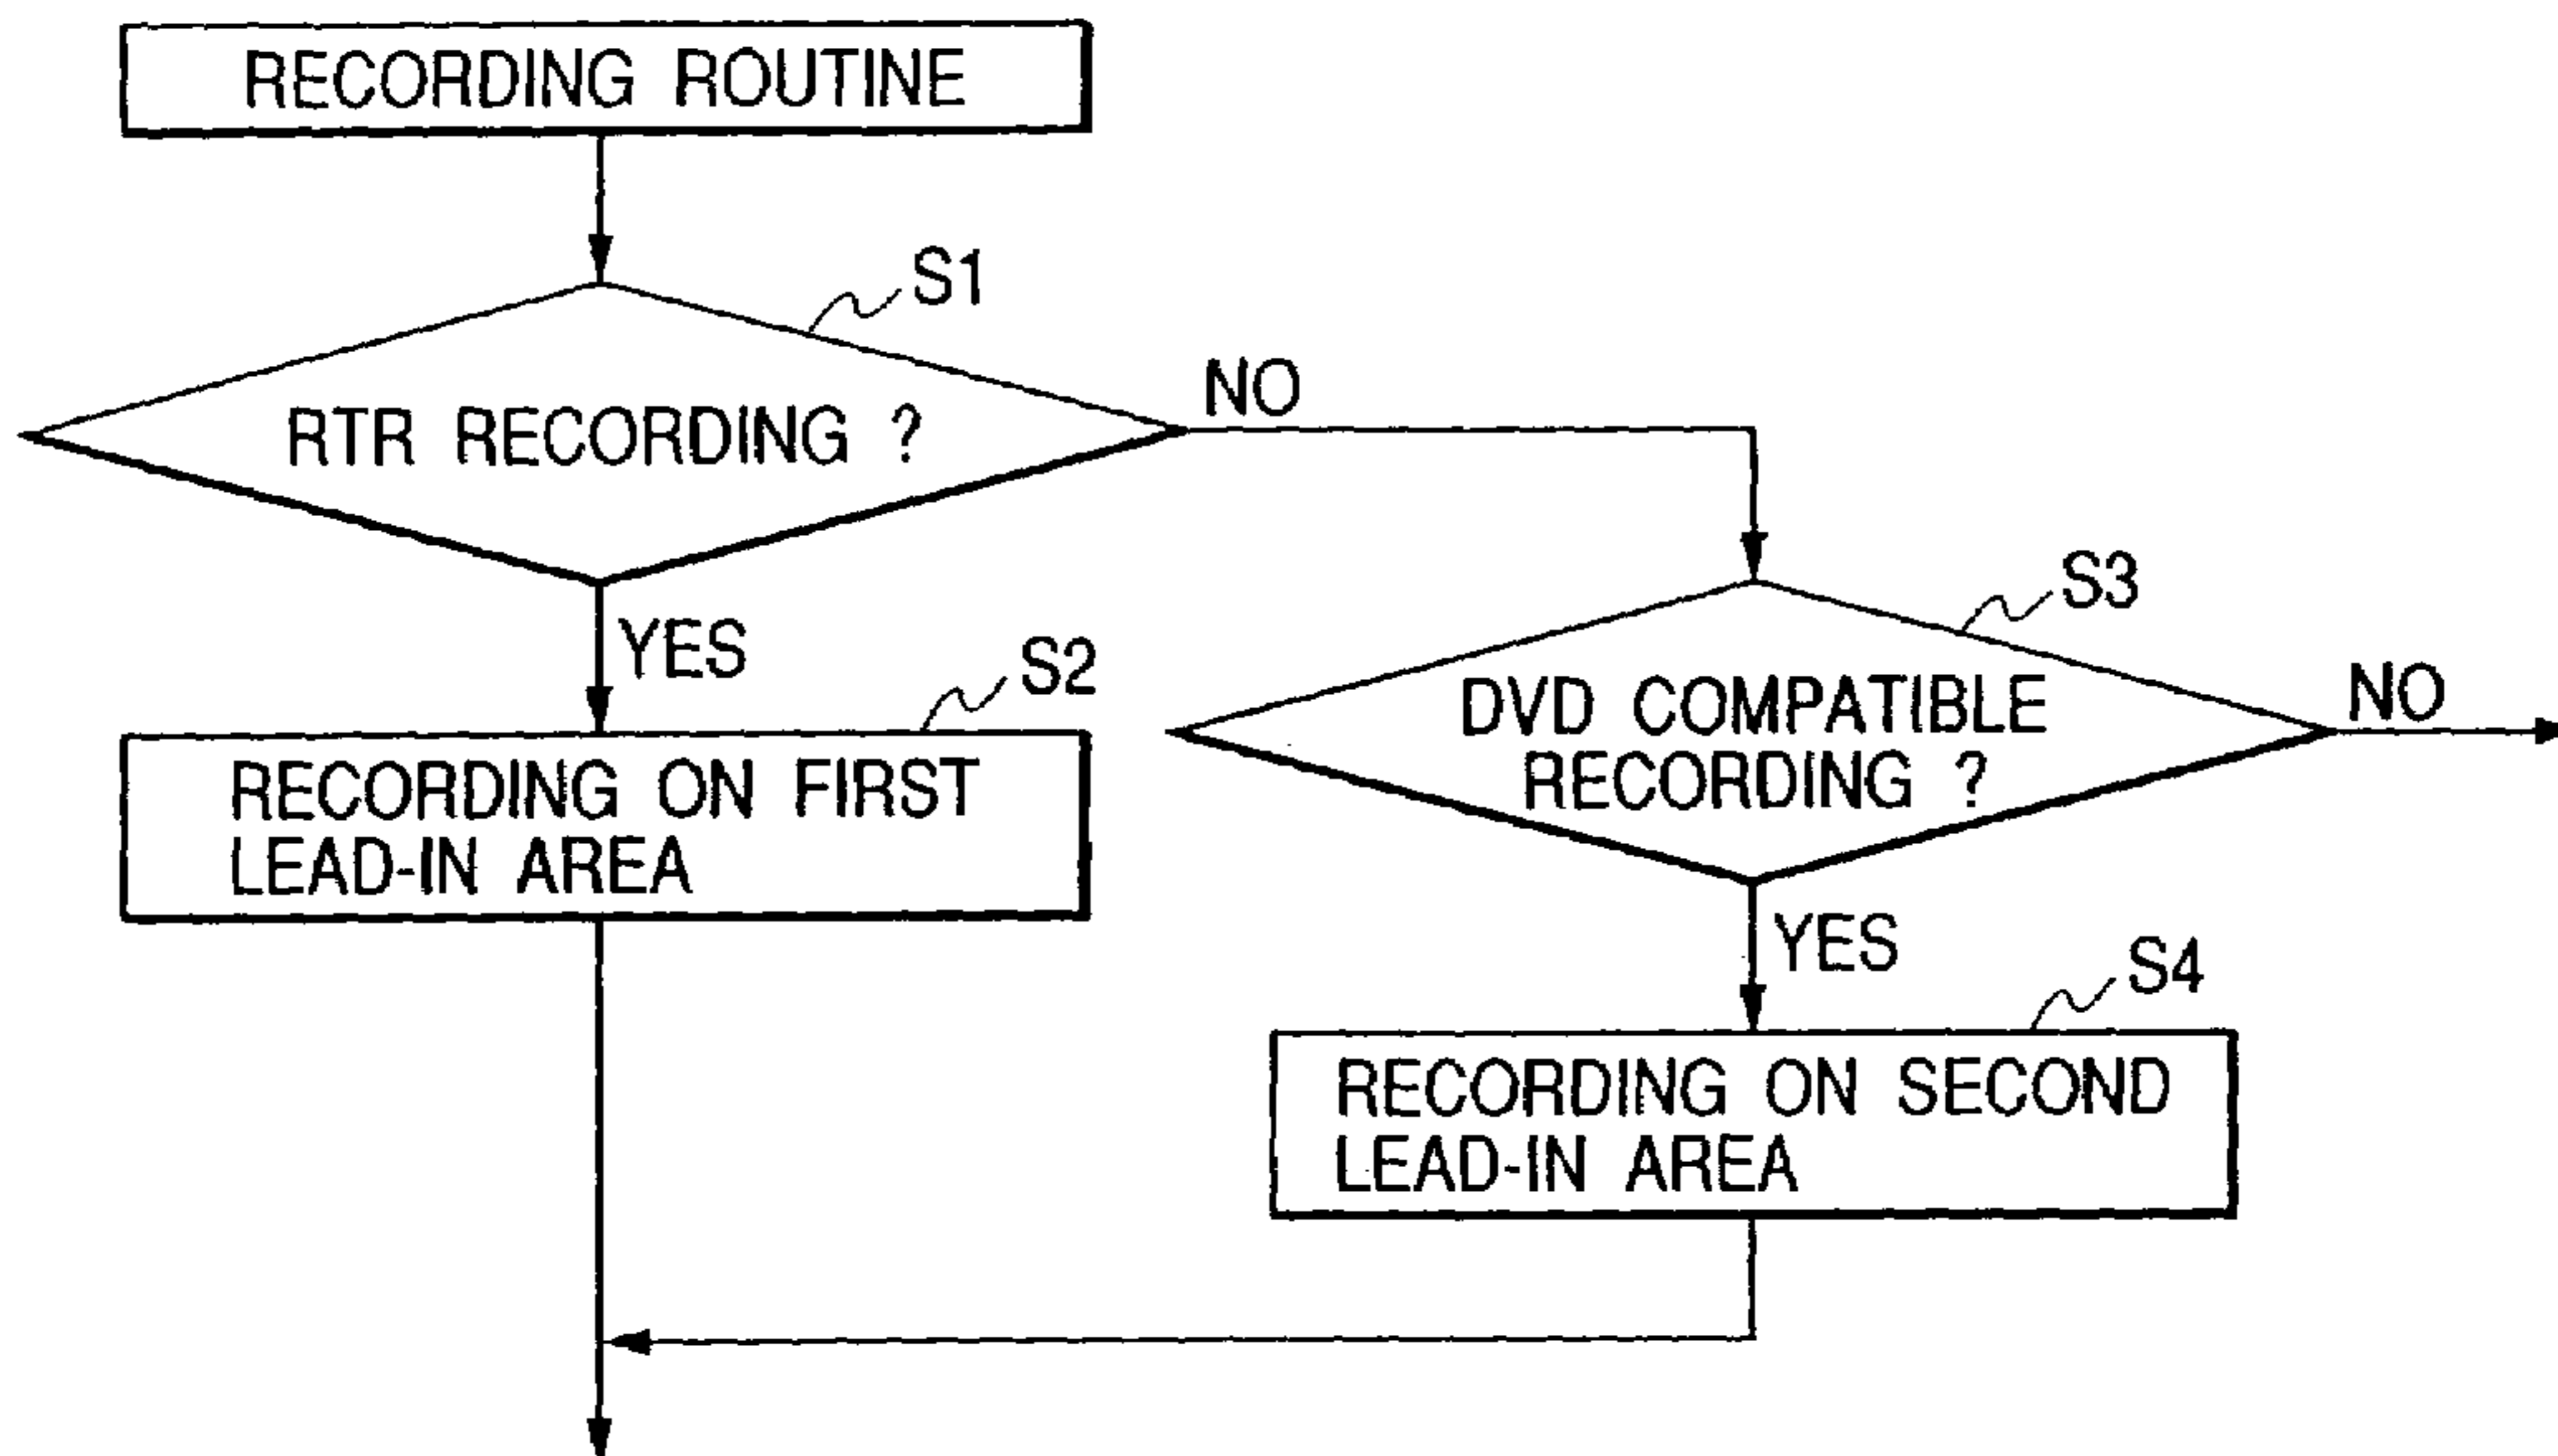 RECORDING ROUTINE
S1
RTR RECORDING ?
NO
YES
S2
RECORDING ON FIRST
LEAD-IN AREA
S3
DVD COMPATIBLE
RECORDING ?
NO
YES
S4
RECORDING ON SECOND
LEAD-IN AREA